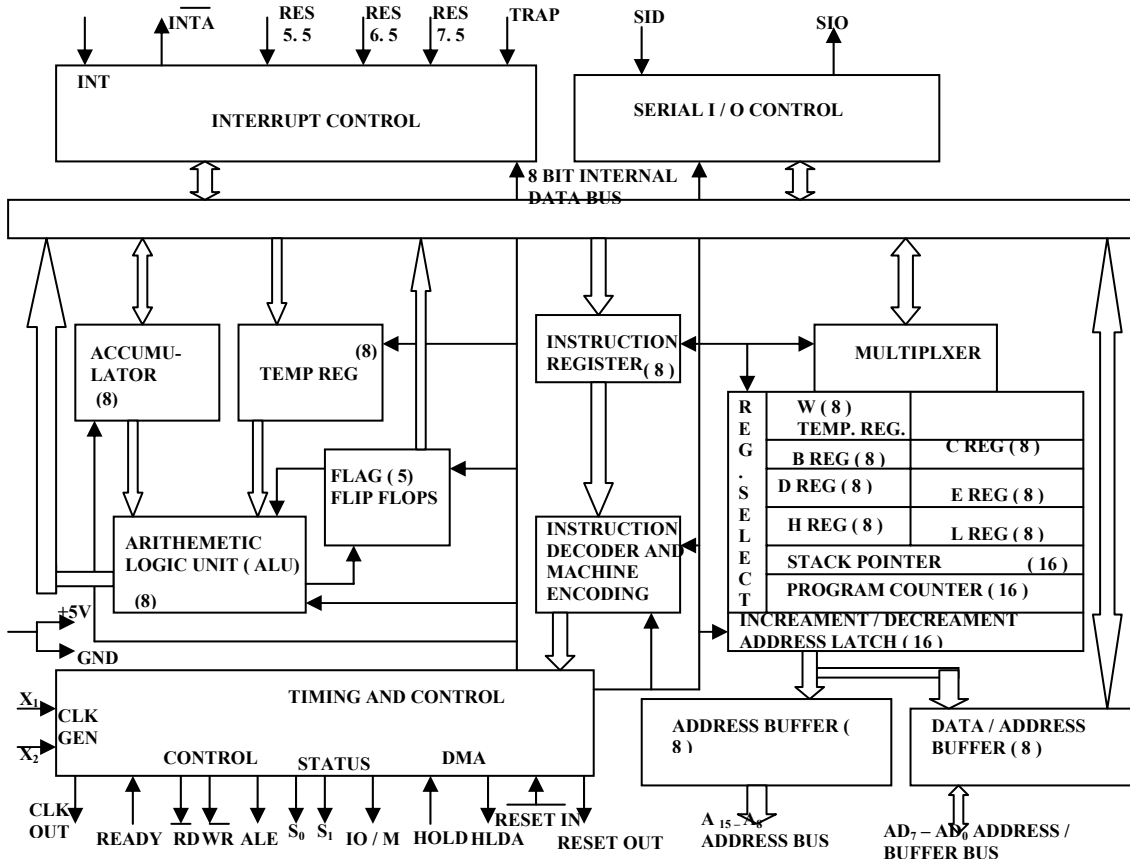 INTA
RES
5. 5
RES
6. 5
RES
7. 5
TRAP
SID
SIO
INT
INTERRUPT CONTROL
SERIAL I / O CONTROL
8 BIT INTERNAL
DATA BUS
ACCUMU-
LATOR
(8)
(8)
TEMP REG
INSTRUCTION
REGISTER ( 8 )
MULTIPLXER
R
E
G
.
S
E
L
E
C
T
W ( 8 )
TEMP. REG.
C REG ( 8 )
B REG ( 8 )
D REG ( 8 )
E REG ( 8 )
H REG ( 8 )
L REG ( 8 )
STACK POINTER ( 16 )
PROGRAM COUNTER ( 16 )
INCREAMENT / DECREAMENT
ADDRESS LATCH ( 16 )
FLAG ( 5 )
FLIP FLOPS
ARITHEMETIC
LOGIC UNIT ( ALU)
(8)
INSTRUCTION
DECODER AND
MACHINE
ENCODING
+5V
GND
TIMING AND CONTROL
X1
CLK
GEN
X2
CONTROL
STATUS
DMA
ADDRESS BUFFER (
8 )
DATA / ADDRESS
BUFFER ( 8 )
CLK
OUT
READY
RD
WR
ALE
S0
S1
IO / M
HOLD
HLDA
RESET IN
RESET OUT
A 15 – A8
ADDRESS BUS
AD7 – AD0 ADDRESS /
BUFFER BUS